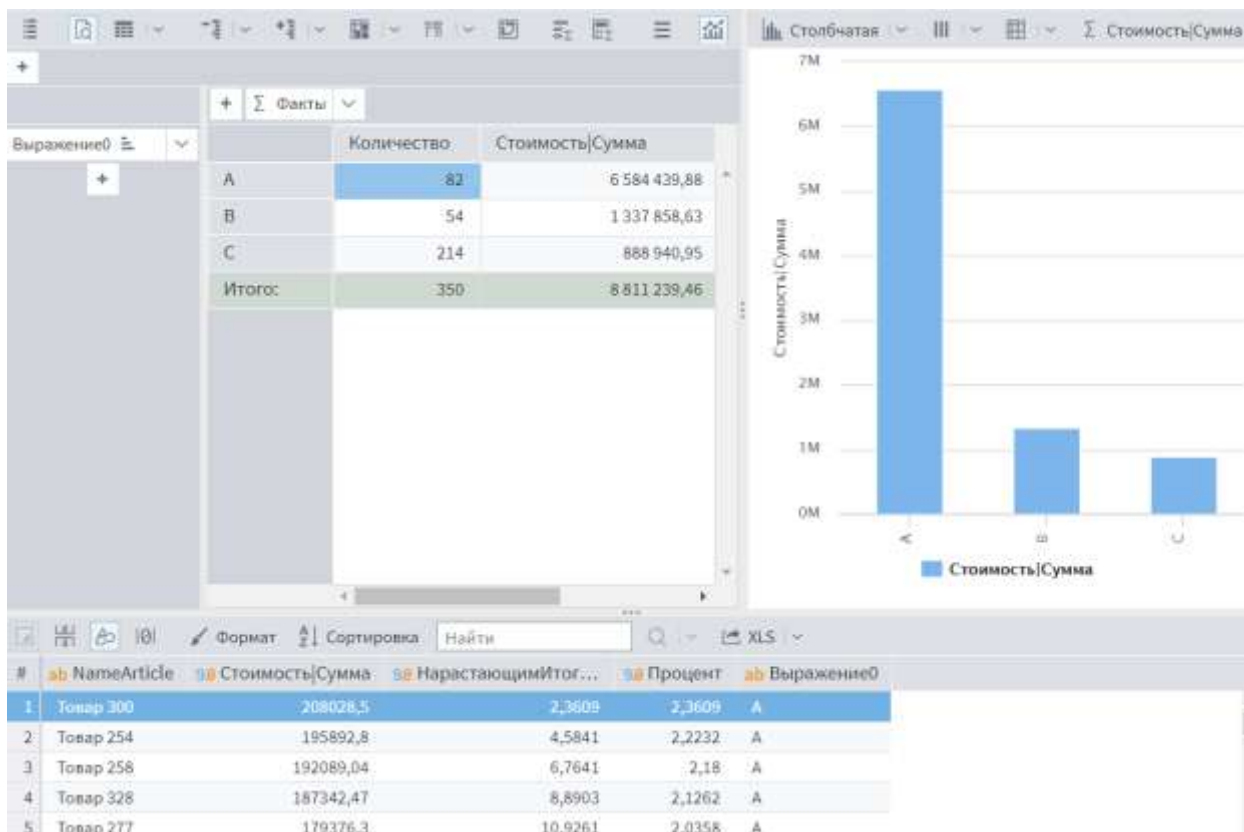 Столбчатая Σ Стоимость|Сумма
+
+ Σ Факты
Выражение0
+
Количество Стоимость|Сумма
A 82 6 584 439,88
B 54 1 337 858,63
C 214 888 940,95
Итого: 350 8 811 239,46
7M
6M
5M
4M
3M
2M
1M
0M
Стоимость|Сумма
A B C
Стоимость|Сумма
Формат Сортировка Найти XLS
# ab NameArticle Стоимость|Сумма НарастающимИтог... Процент ab Выражение0
1 Товар 300 208028,5 2,3609 2,3609 A
2 Товар 254 195892,8 4,5841 2,2232 A
3 Товар 258 192089,04 6,7641 2,18 A
4 Товар 328 187342,47 8,8903 2,1262 A
5 Товар 277 179376,3 10,9261 2,0358 A